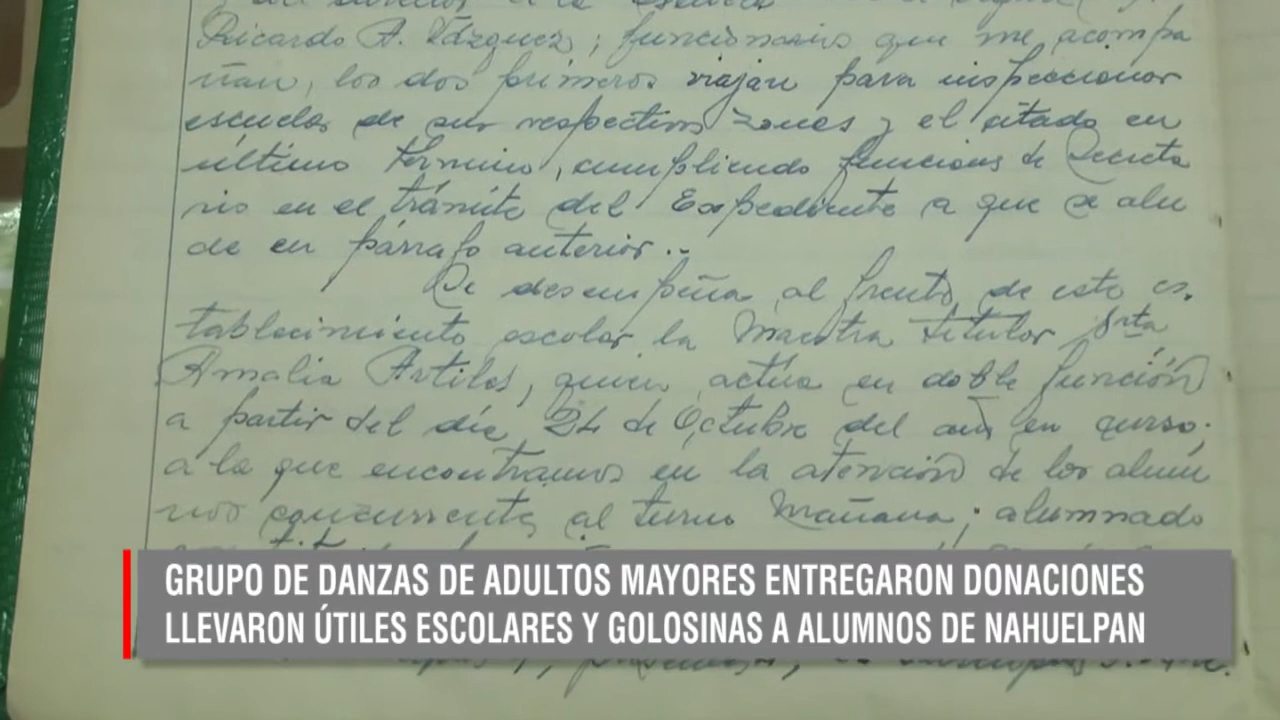 Ricardo A. Vázquez; funcionarios que me acompa
ñan, los dos primeros viajan para inspeccionar
escuelas de sus respectivas zonas y el citado en
último término, cumpliendo funciones de Secreta
rio en el trámite del Expediente a que se alu
de en párrafo anterior..
Se desempeña al frente de este es.
tablecimiento escolar la Maestra titular Srta
Amalia Artiles, quien actúa en doble función
a partir del día 24 de Octubre del año en curso;
a la que encontramos en la atención de los alum
nos concurrentes al turno Mañana; alumnado
GRUPO DE DANZAS DE ADULTOS MAYORES ENTREGARON DONACIONES
LLEVARON ÚTILES ESCOLARES Y GOLOSINAS A ALUMNOS DE NAHUELPAN